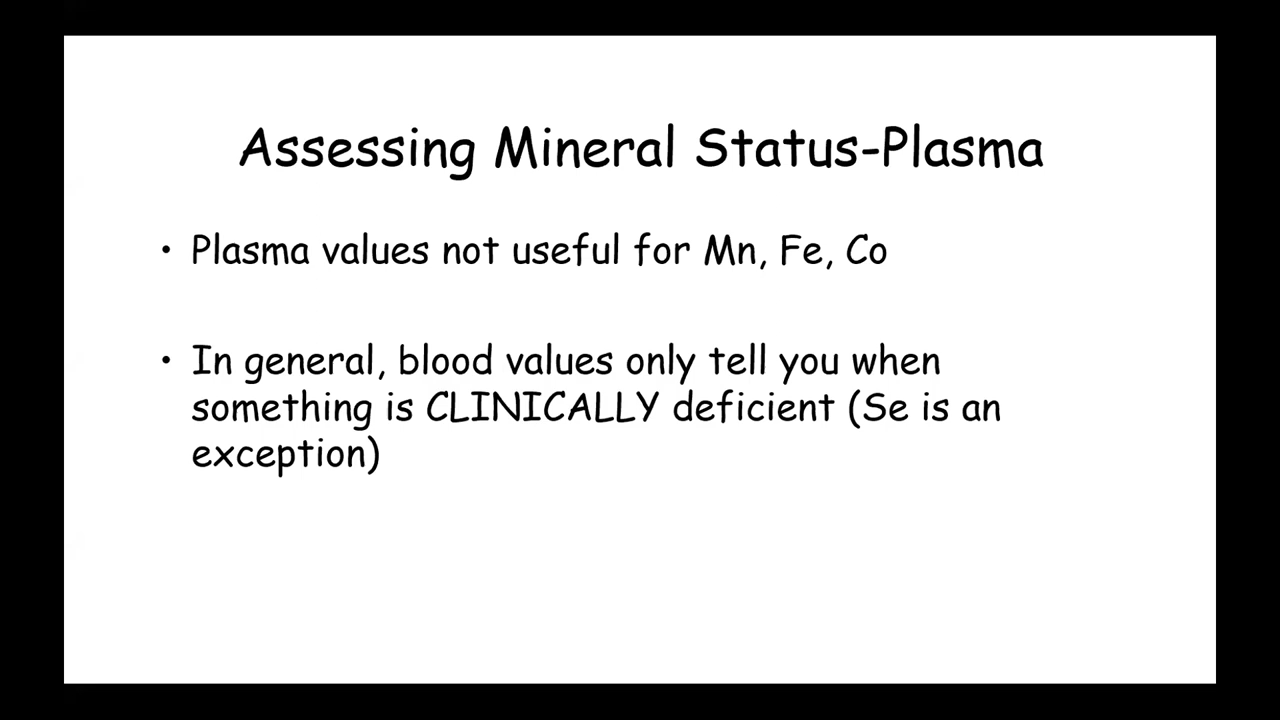 Assessing Mineral Status-Plasma
• Plasma values not useful for Mn, Fe, Co
• In general, blood values only tell you when
something is CLINICALLY deficient (Se is an
exception)